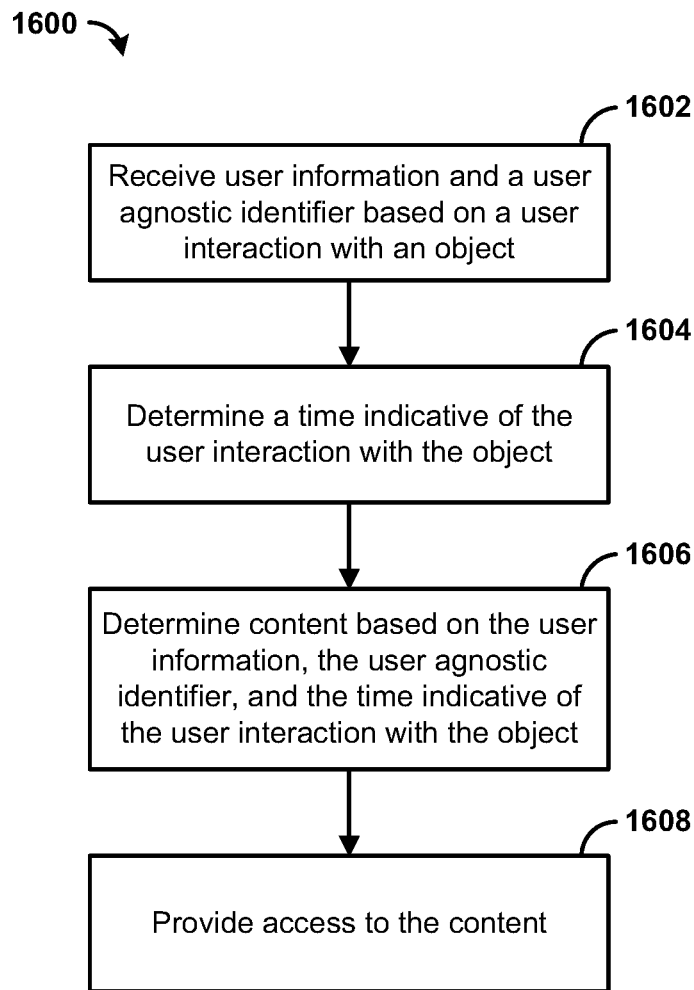 1600
1602
Receive user information and a user
agnostic identifier based on a user
interaction with an object
1604
Determine a time indicative of the
user interaction with the object
1606
Determine content based on the user
information, the user agnostic
identifier, and the time indicative of
the user interaction with the object
1608
Provide access to the content